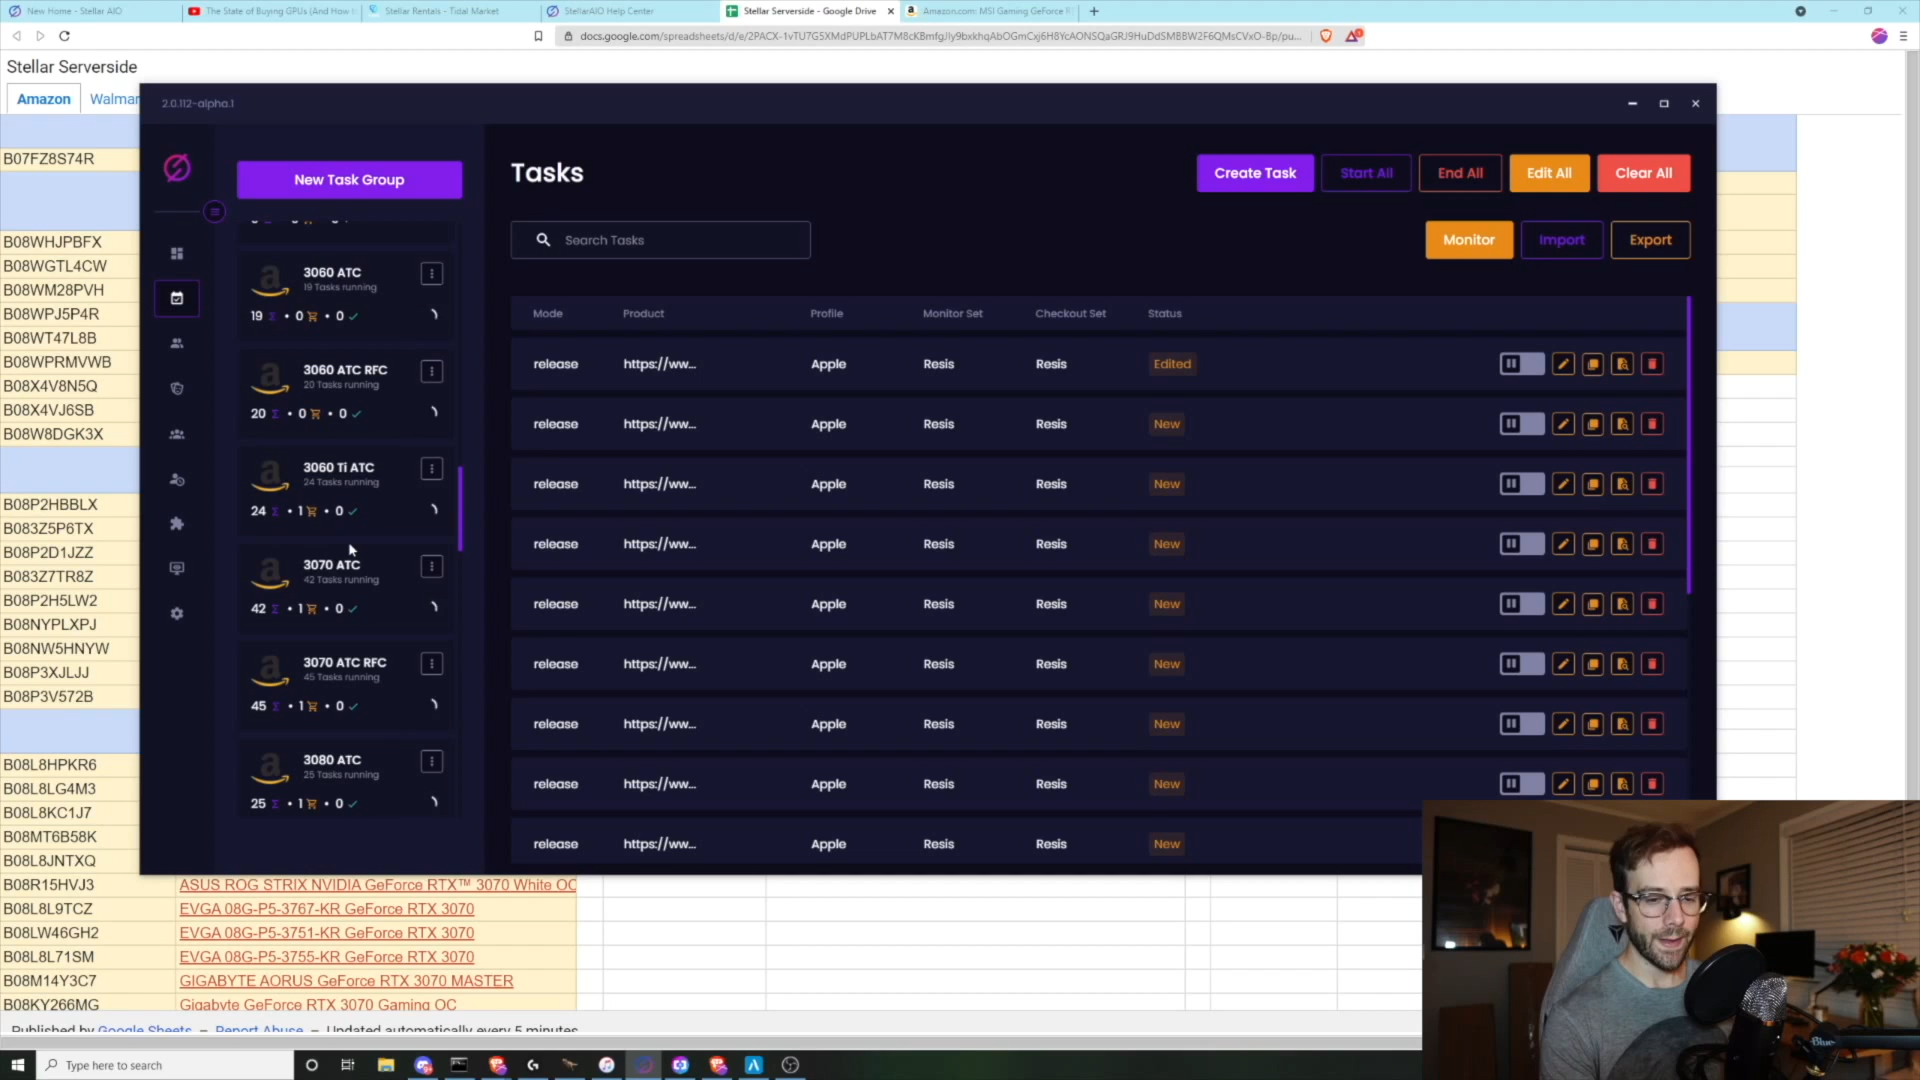 New Home - Stellar AIO
The State of Buying GPUs (And How t
Stellar Rentals - Tidal Market
StellarAIO Help Center
Stellar Serverside - Google Drive
Amazon.com: MSI Gaming GeForce R
Stellar Serverside
Amazon
Walmar
2.0.112-alpha.1
New Task Group
Tasks
Create Task
Start All
End All
Edit All
Clear All
Search Tasks
Monitor
Import
Export
3060 ATC
19 Tasks running
19 • 0 • 0
3060 ATC RFC
20 Tasks running
20 • 0 • 0
3060 Ti ATC
24 Tasks running
24 • 1 • 0
3070 ATC
42 Tasks running
42 • 1 • 0
3070 ATC RFC
45 Tasks running
45 • 1 • 0
3080 ATC
25 Tasks running
25 • 1 • 0
Mode Product Profile Monitor Set Checkout Set Status
release https://ww... Apple Resis Resis Edited
release https://ww... Apple Resis Resis New
release https://ww... Apple Resis Resis New
release https://ww... Apple Resis Resis New
release https://ww... Apple Resis Resis New
release https://ww... Apple Resis Resis New
release https://ww... Apple Resis Resis New
release https://ww... Apple Resis Resis New
release https://ww... Apple Resis Resis New
B07FZ8S74R
B08WHJPBFX
B08WGTL4CW
B08WM28PVH
B08WPJ5P4R
B08WT47L8B
B08WPRMVWB
B08X4V8N5Q
B08X4VJ6SB
B08W8DGK3X
B08P2HBBLX
B083Z5P6TX
B08P2D1JZZ
B083Z7TR8Z
B08P2H5LW2
B08NYPLXPJ
B08NW5HNYW
B08P3XJLJJ
B08P3V572B
B08L8HPKR6
B08L8LG4M3
B08L8KC1J7
B08MT6B58K
B08L8JNTXQ
B08R15HVJ3 ASUS ROG STRIX NVIDIA GeForce RTX™ 3070 White OC
B08L8L9TCZ EVGA 08G-P5-3767-KR GeForce RTX 3070
B08LW46GH2 EVGA 08G-P5-3751-KR GeForce RTX 3070
B08L8L71SM EVGA 08G-P5-3755-KR GeForce RTX 3070
B08M14Y3C7 GIGABYTE AORUS GeForce RTX 3070 MASTER
B08KY266MG Gigabyte GeForce RTX 3070 Gaming OC
Published by Google Sheets – Report Abuse – Updated automatically every 5 minutes
Type here to search
Blue